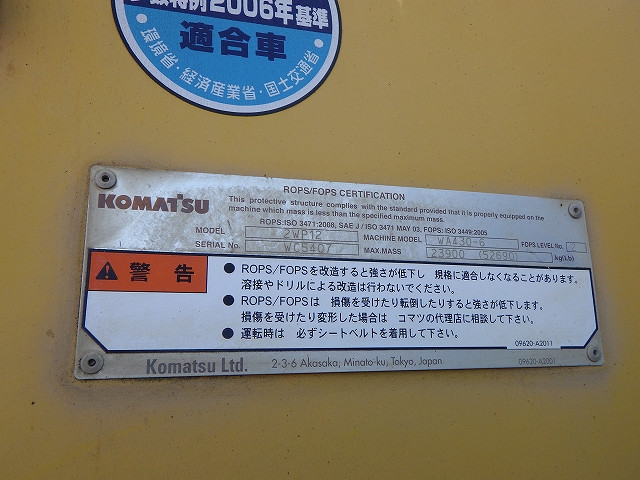 特例2006年基準
適合車
・環境省・経済産業省・国土交通省・
KOMATSU
ROPS/FOPS CERTIFICATION
This protective structure complies with the standard provided that it is properly equipped on the
machine which mass is less than the specified maximum mass.
ROPS:ISO 3471:2008, SAE J / ISO 3471 MAY 03, FOPS: ISO 3449:2005
MODEL 2WP12 MACHINE MODEL WA430-6 FOPS LEVEL No. 2
SERIAL No. WC5407 MAX.MASS 23900 (52690) kg(Lb)
警告
● ROPS/FOPSを改造すると強さが低下し 規格に適合しなくなることがあります。
溶接やドリルによる改造は行わないでください。
● ROPS/FOPSは 損傷を受けたり転倒したりすると強さが低下します。
損傷を受けたり変形した場合は コマツの代理店に相談して下さい。
● 運転時は 必ずシートベルトを着用して下さい。
09620-A2011
Komatsu Ltd. 2-3-6 Akasaka, Minato-ku, Tokyo, Japan
09620-A2001